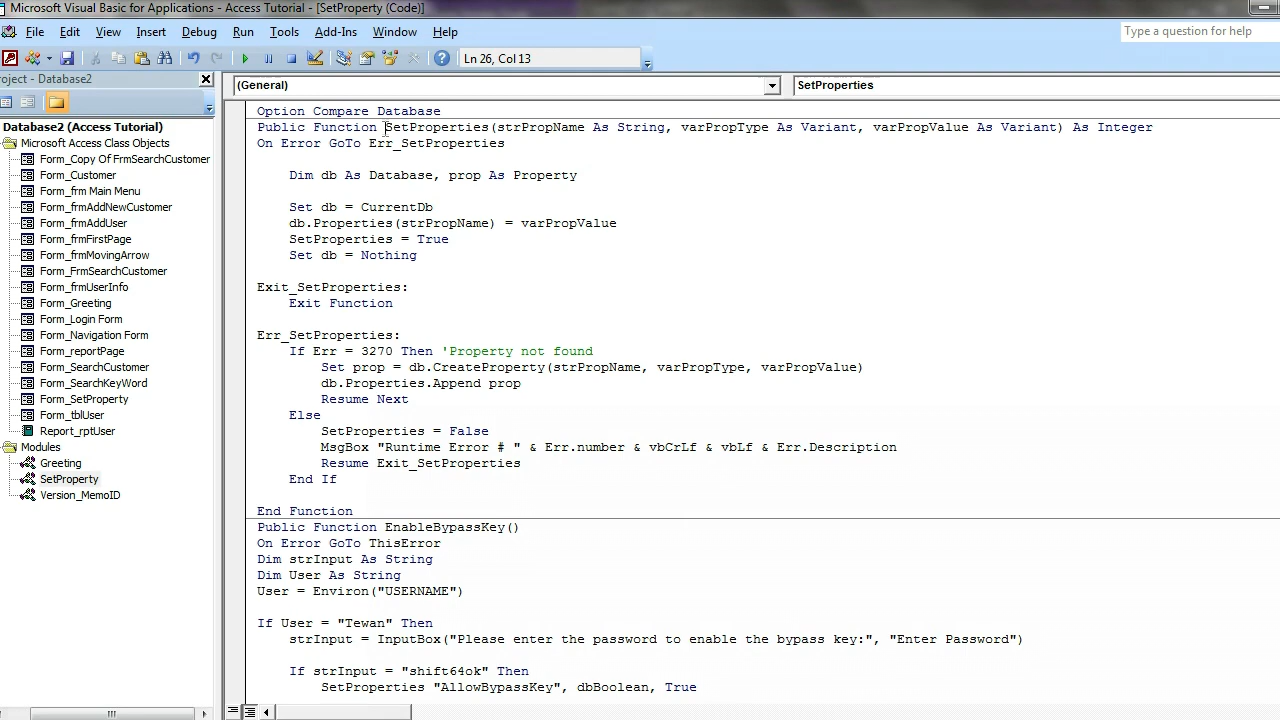 Microsoft Visual Basic for Applications - Access Tutorial - [SetProperty (Code)]
File Edit View Insert Debug Run Tools Add-Ins Window Help
Type a question for help
Ln 26, Col 13
roject - Database2
(General)
SetProperties
Database2 (Access Tutorial)
Microsoft Access Class Objects
Form_Copy Of FrmSearchCustomer
Form_Customer
Form_frm Main Menu
Form_frmAddNewCustomer
Form_frmAddUser
Form_frmFirstPage
Form_frmMovingArrow
Form_FrmSearchCustomer
Form_frmUserInfo
Form_Greeting
Form_Login Form
Form_Navigation Form
Form_reportPage
Form_SearchCustomer
Form_SearchKeyWord
Form_SetProperty
Form_tblUser
Report_rptUser
Modules
Greeting
SetProperty
Version_MemoID
Option Compare Database
Public Function SetProperties(strPropName As String, varPropType As Variant, varPropValue As Variant) As Integer
On Error GoTo Err_SetProperties
Dim db As Database, prop As Property
Set db = CurrentDb
db.Properties(strPropName) = varPropValue
SetProperties = True
Set db = Nothing
Exit_SetProperties:
Exit Function
Err_SetProperties:
If Err = 3270 Then 'Property not found
Set prop = db.CreateProperty(strPropName, varPropType, varPropValue)
db.Properties.Append prop
Resume Next
Else
SetProperties = False
MsgBox "Runtime Error # " & Err.number & vbCrLf & vbLf & Err.Description
Resume Exit_SetProperties
End If
End Function
Public Function EnableBypassKey()
On Error GoTo ThisError
Dim strInput As String
Dim User As String
User = Environ("USERNAME")
If User = "Tewan" Then
strInput = InputBox("Please enter the password to enable the bypass key:", "Enter Password")
If strInput = "shift64ok" Then
SetProperties "AllowBypassKey", dbBoolean, True